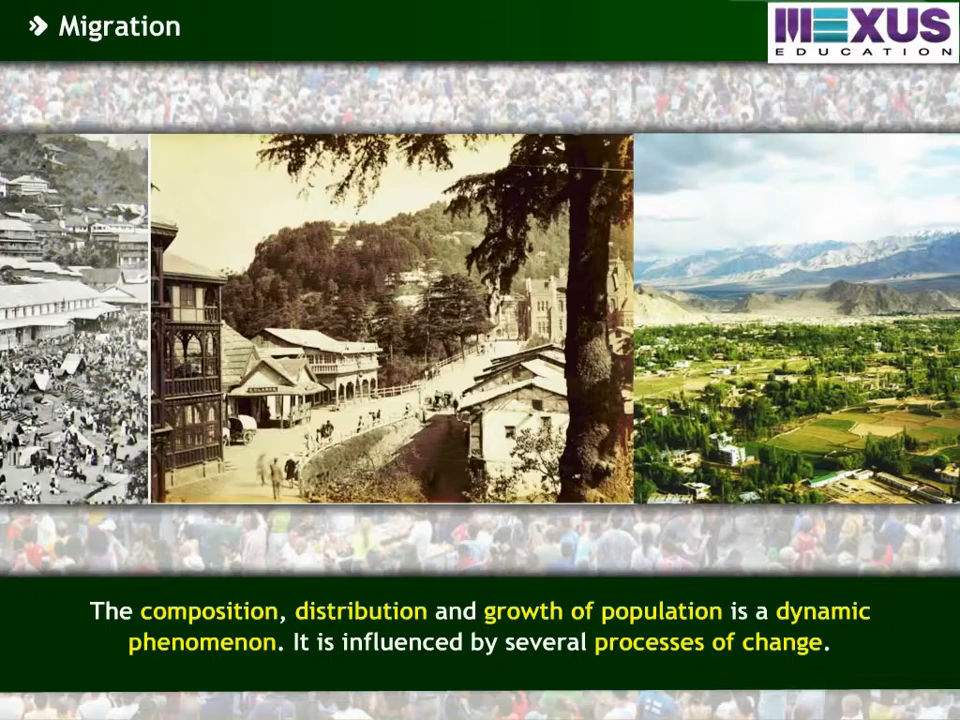 Migration
MEXUS
EDUCATION
The composition, distribution and growth of population is a dynamic
phenomenon. It is influenced by several processes of change.